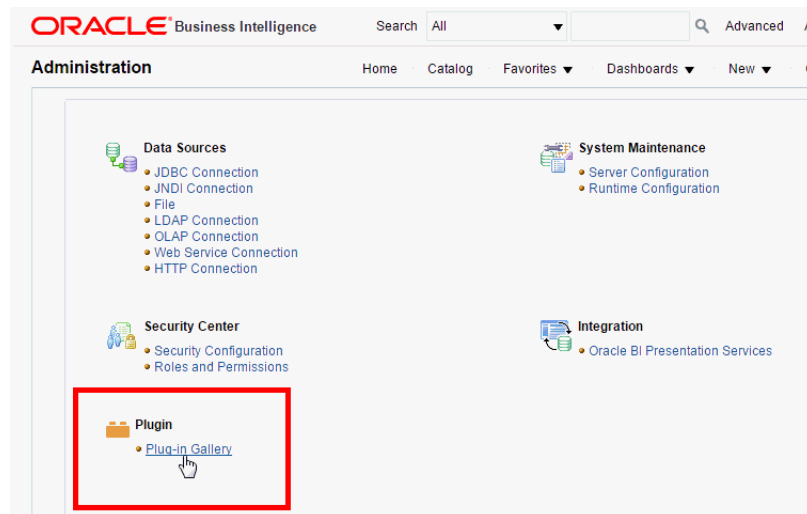 ORACLE Business Intelligence
Search All Advanced
Administration
Home Catalog Favorites Dashboards New
Data Sources
JDBC Connection
JNDI Connection
File
LDAP Connection
OLAP Connection
Web Service Connection
HTTP Connection
System Maintenance
Server Configuration
Runtime Configuration
Security Center
Security Configuration
Roles and Permissions
Integration
Oracle BI Presentation Services
Plugin
Plug-in Gallery